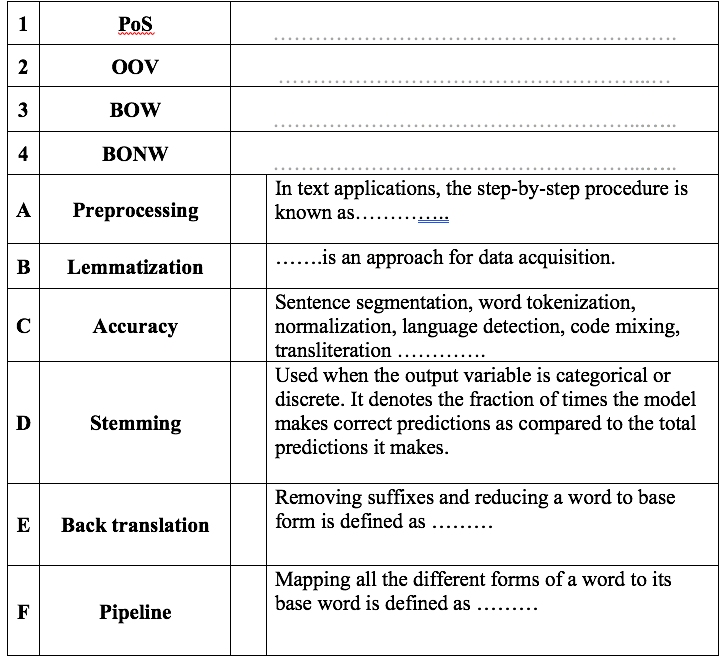 1 PoS ……………………………………………………
2 OOV ……………………………………………………
3 BOW ……………………………………………………
4 BONW ……………………………………………………
A Preprocessing In text applications, the step-by-step procedure is
known as…………..
B Lemmatization …….is an approach for data acquisition.
C Accuracy Sentence segmentation, word tokenization,
normalization, language detection, code mixing,
transliteration ………….
D Stemming Used when the output variable is categorical or
discrete. It denotes the fraction of times the model
makes correct predictions as compared to the total
predictions it makes.
E Back translation Removing suffixes and reducing a word to base
form is defined as ………
F Pipeline Mapping all the different forms of a word to its
base word is defined as ………